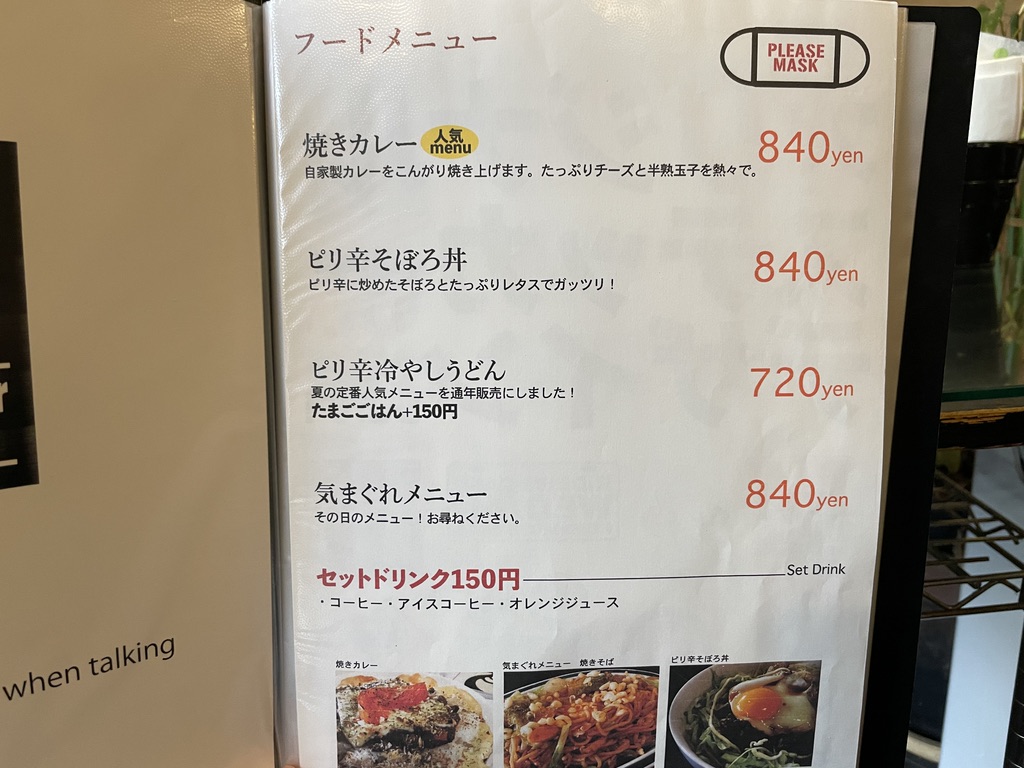 フードメニュー
PLEASE
MASK
焼きカレー 人気 menu 840yen
自家製カレーをこんがり焼き上げます。たっぷりチーズと半熟玉子を熱々で。
ピリ辛そぼろ丼 840yen
ピリ辛に炒めたそぼろとたっぷりレタスでガッツリ！
ピリ辛冷やしうどん 720yen
夏の定番人気メニューを通年販売にしました！
たまごごはん+150円
気まぐれメニュー 840yen
その日のメニュー！お尋ねください。
セットドリンク150円 Set Drink
・コーヒー・アイスコーヒー・オレンジジュース
焼きカレー
気まぐれメニュー 焼きそば
ピリ辛そぼろ丼
when talking